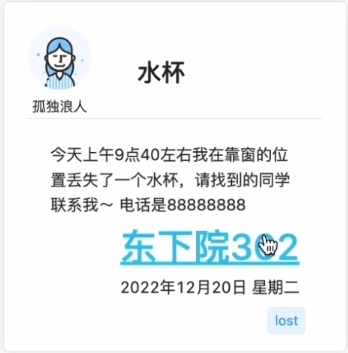 水杯
孤独浪人
今天上午9点40左右我在靠窗的位
置丢失了一个水杯，请找到的同学
联系我～ 电话是88888888
东下院302
2022年12月20日 星期二
lost